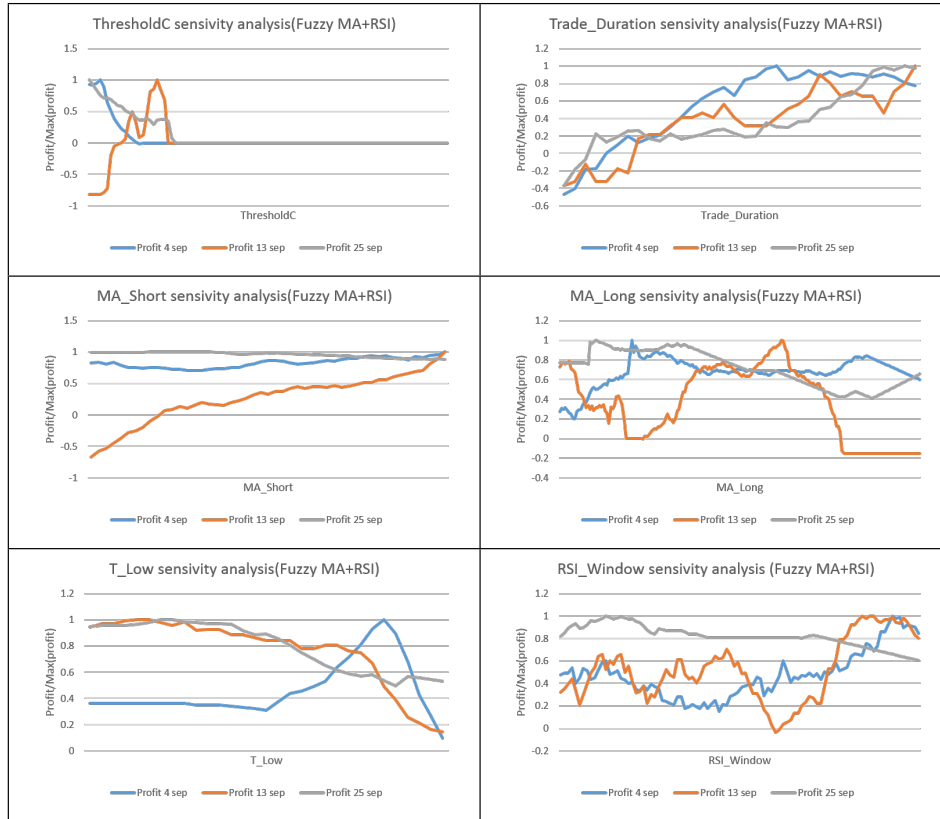 ThresholdC sensivity analysis(Fuzzy MA+RSI)
Profit/Max(profit)
1.5
1
0.5
0
-0.5
-1
ThresholdC
Profit 4 sep Profit 13 sep Profit 25 sep
Trade_Duration sensivity analysis(Fuzzy MA+RSI)
Profit/Max(profit)
1.2
1
0.8
0.6
0.4
0.2
0
-0.2
-0.4
-0.6
Trade_Duration
Profit 4 sep Profit 13 sep Profit 25 sep
MA_Short sensivity analysis(Fuzzy MA+RSI)
Profit/Max(profit)
1.5
1
0.5
0
-0.5
-1
MA_Short
Profit 4 sep Profit 13 sep Profit 25 sep
MA_Long sensivity analysis(Fuzzy MA+RSI)
Profit/Max(profit)
1.2
1
0.8
0.6
0.4
0.2
0
-0.2
-0.4
MA_Long
Profit 4 sep Profit 13 sep Profit 25 sep
T_Low sensivity analysis(Fuzzy MA+RSI)
Profit/Max(profit)
1.2
1
0.8
0.6
0.4
0.2
0
T_Low
Profit 4 sep Profit 13 sep Profit 25 sep
RSI_Window sensivity analysis (Fuzzy MA+RSI)
Profit/Max(profit)
1.2
1
0.8
0.6
0.4
0.2
0
-0.2
RSI_Window
Profit 4 sep Profit 13 sep Profit 25 sep